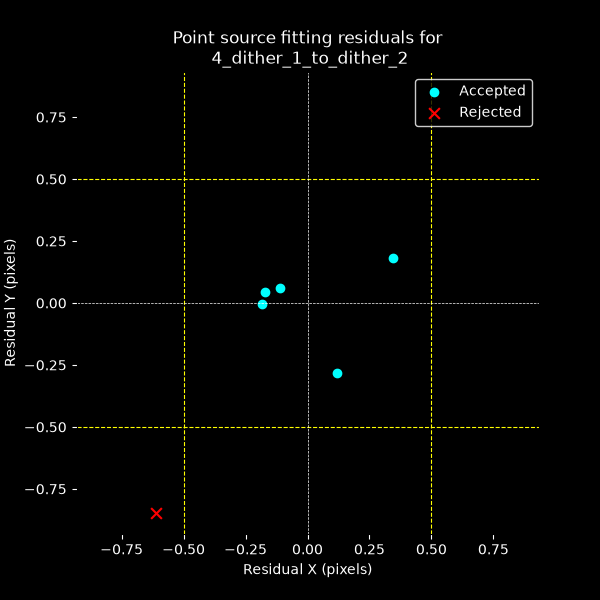 Point source fitting residuals for
4_dither_1_to_dither_2
Accepted
Rejected
0.75
0.50
0.25
0.00
−0.25
−0.50
−0.75
Residual Y (pixels)
−0.75 −0.50 −0.25 0.00 0.25 0.50 0.75
Residual X (pixels)